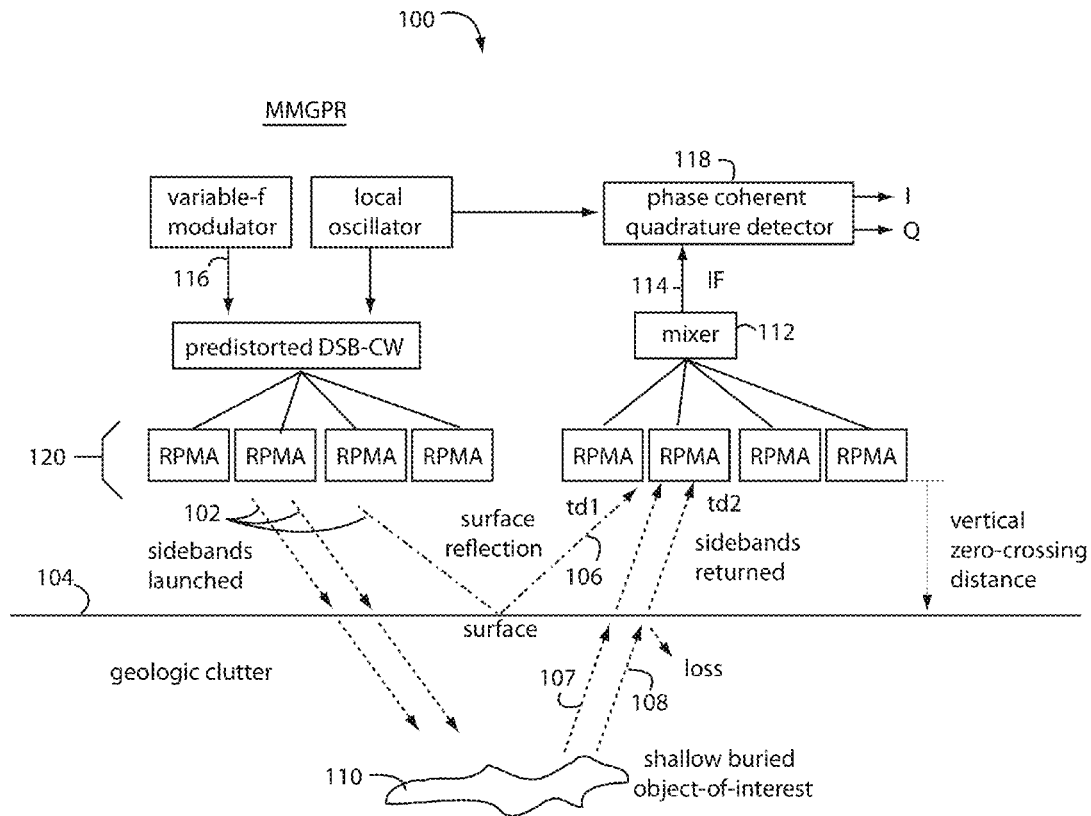 100
MMGPR
118
variable-f
modulator
local
oscillator
phase coherent
quadrature detector
I
Q
116
114
IF
predistorted DSB-CW
mixer
112
120
RPMA
RPMA
RPMA
RPMA
RPMA
RPMA
RPMA
RPMA
102
td1
td2
sidebands
launched
surface
reflection
106
sidebands
returned
vertical
zero-crossing
distance
104
surface
geologic clutter
107
108
loss
110
shallow buried
object-of-interest